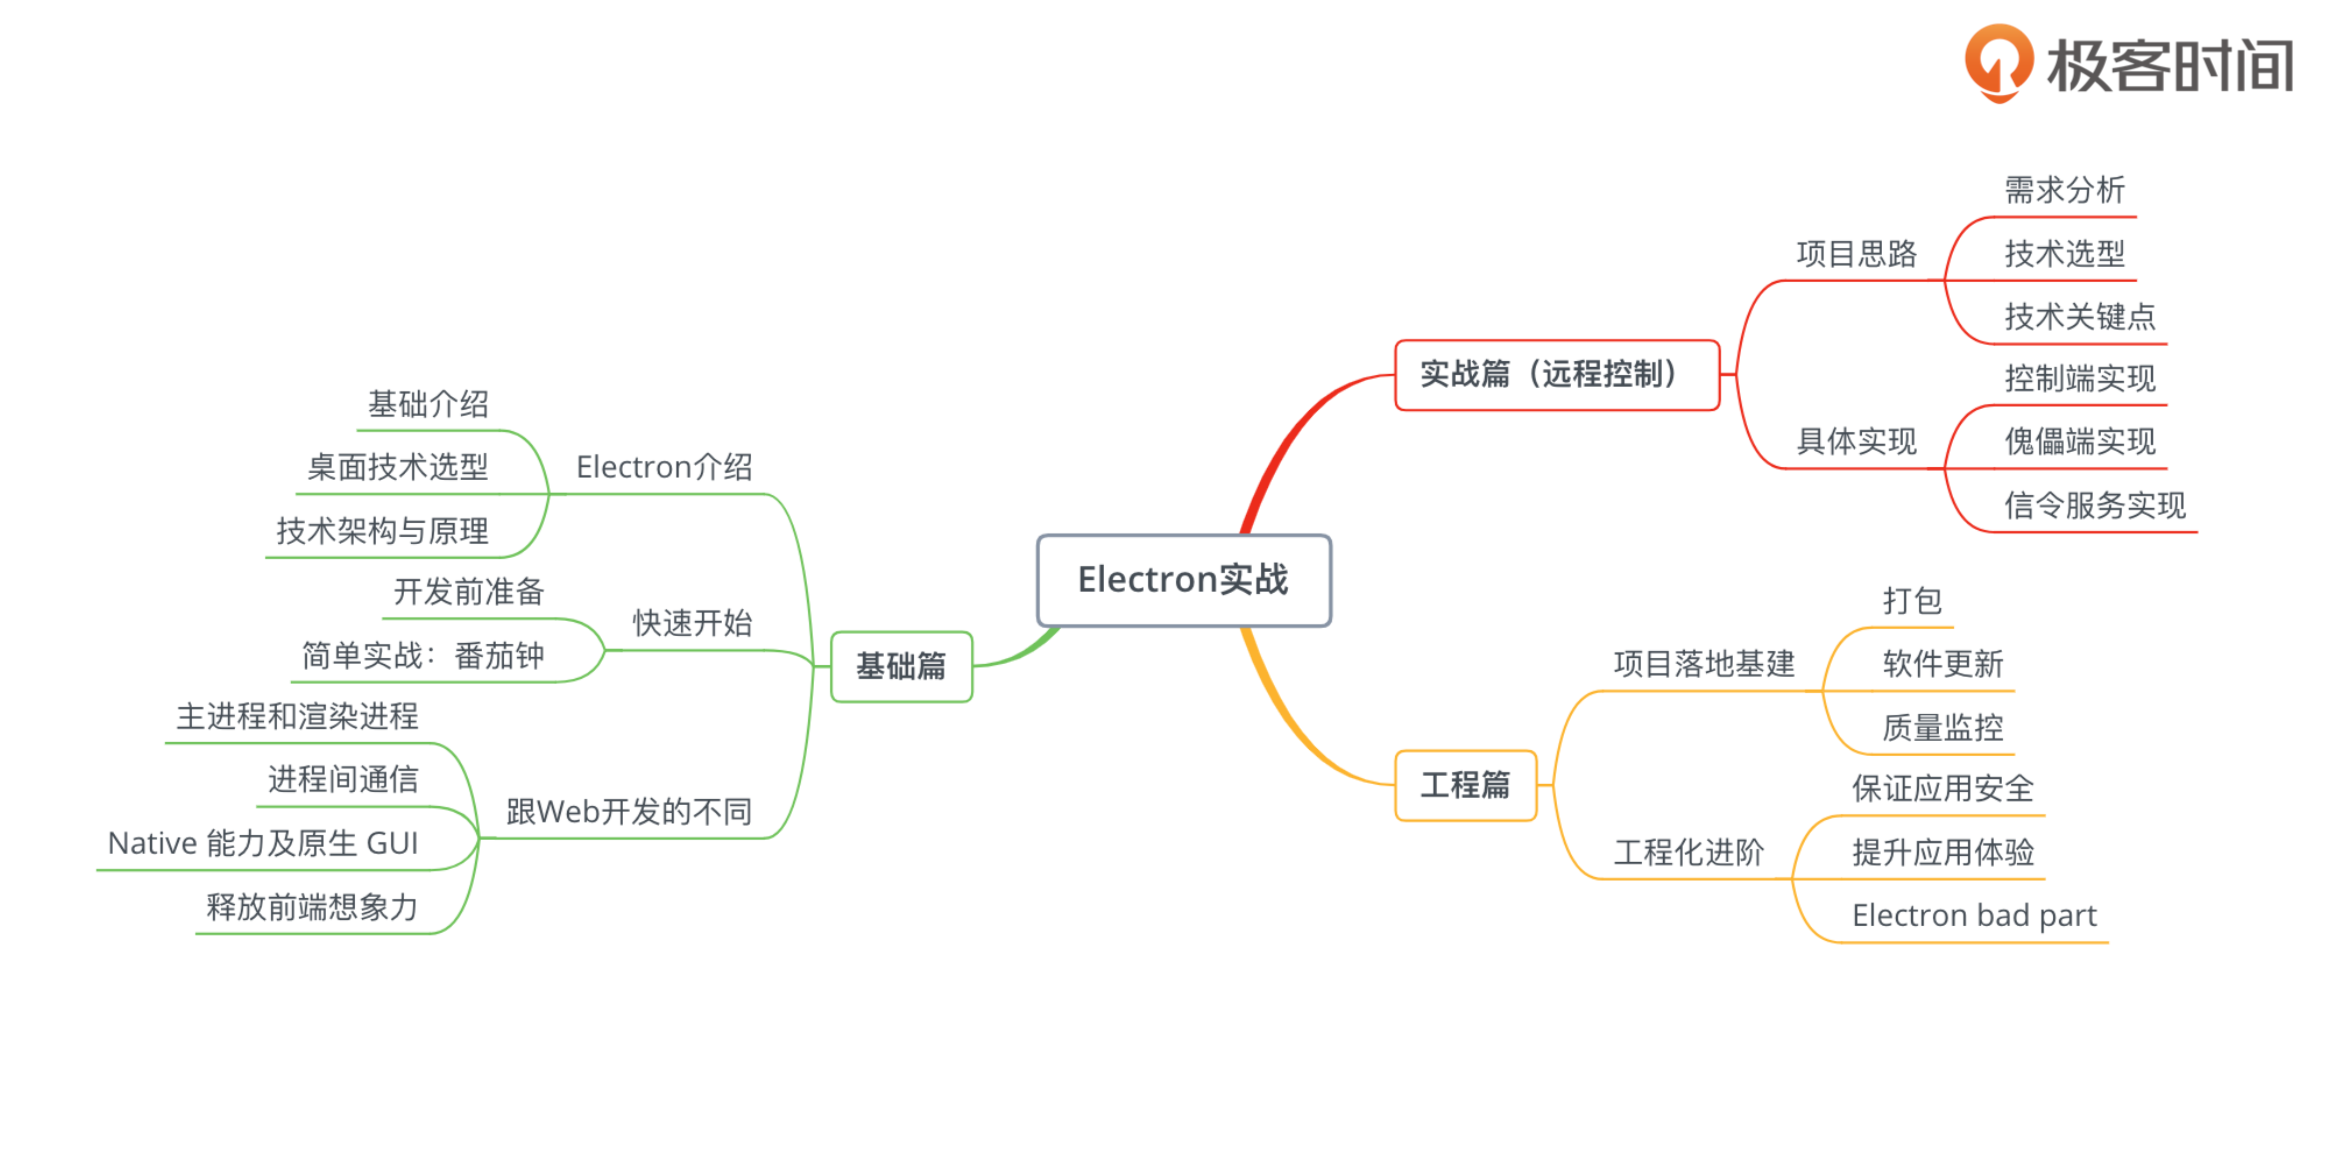 极客时间
Electron实战
基础篇
Electron介绍
基础介绍
桌面技术选型
技术架构与原理
快速开始
开发前准备
简单实战：番茄钟
跟Web开发的不同
主进程和渲染进程
进程间通信
Native 能力及原生 GUI
释放前端想象力
实战篇（远程控制）
项目思路
需求分析
技术选型
技术关键点
具体实现
控制端实现
傀儡端实现
信令服务实现
工程篇
项目落地基建
打包
软件更新
质量监控
工程化进阶
保证应用安全
提升应用体验
Electron bad part